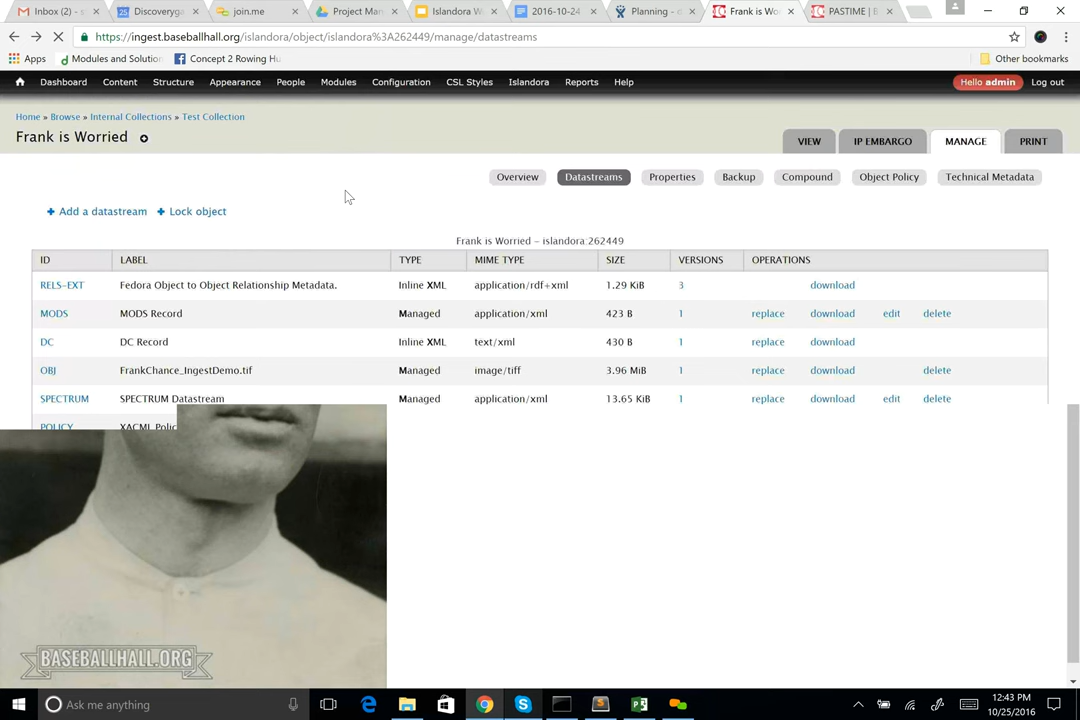 Inbox (2) - s
Discoveryga
join.me
Project Man
Islandora W
2016-10-24
Planning - d
Frank is Wor
PASTIME | B
https://ingest.baseballhall.org/islandora/object/islandora%3A262449/manage/datastreams
Apps
Modules and Solution
Concept 2 Rowing Hu
Other bookmarks
Dashboard Content Structure Appearance People Modules Configuration CSL Styles Islandora Reports Help Hello admin Log out
Home » Browse » Internal Collections » Test Collection
Frank is Worried
VIEW IP EMBARGO MANAGE PRINT
Overview Datastreams Properties Backup Compound Object Policy Technical Metadata
+ Add a datastream + Lock object
Frank is Worried – islandora:262449
ID LABEL TYPE MIME TYPE SIZE VERSIONS OPERATIONS
RELS-EXT Fedora Object to Object Relationship Metadata. Inline XML application/rdf+xml 1.29 KiB 3 download
MODS MODS Record Managed application/xml 423 B 1 replace download edit delete
DC DC Record Inline XML text/xml 430 B 1 replace download
OBJ FrankChance_IngestDemo.tif Managed image/tiff 3.96 MiB 1 replace download delete
SPECTRUM SPECTRUM Datastream Managed application/xml 13.65 KiB 1 replace download edit delete
POLICY XACML Polic
BASEBALLHALL.ORG
Ask me anything
12:43 PM
10/25/2016